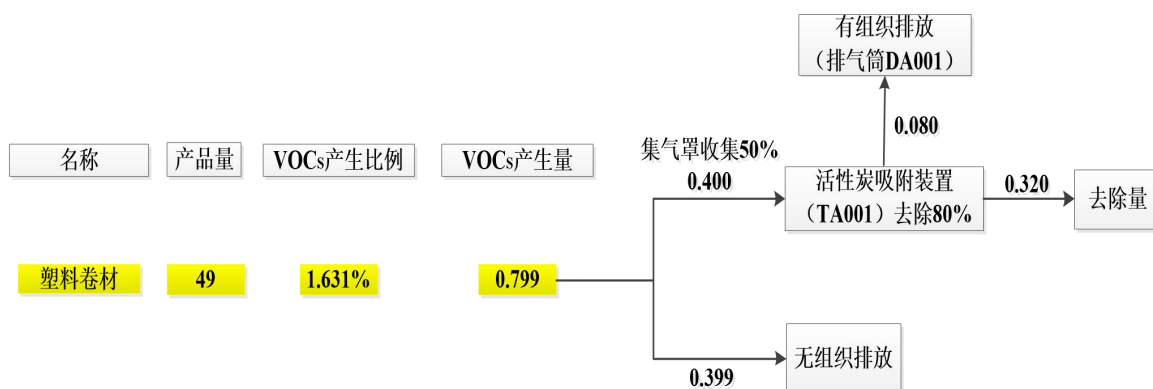 有组织排放
（排气筒DA001）
0.080
名称
产品量
VOCs产生比例
VOCs产生量
集气罩收集50%
0.400
活性炭吸附装置
（TA001）去除80%
0.320
去除量
塑料卷材
49
1.631%
0.799
无组织排放
0.399